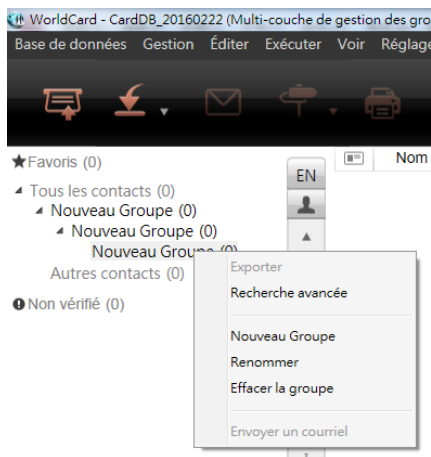 WorldCard - CardDB_20160222 (Multi-couche de gestion des gro
Base de données Gestion Éditer Exécuter Voir Réglage
Favoris (0)
EN
Nom
Tous les contacts (0)
Nouveau Groupe (0)
Nouveau Groupe (0)
Nouveau Groupe (0)
Autres contacts (0)
Non vérifié (0)
Exporter
Recherche avancée
Nouveau Groupe
Renommer
Effacer la groupe
Envoyer un courriel